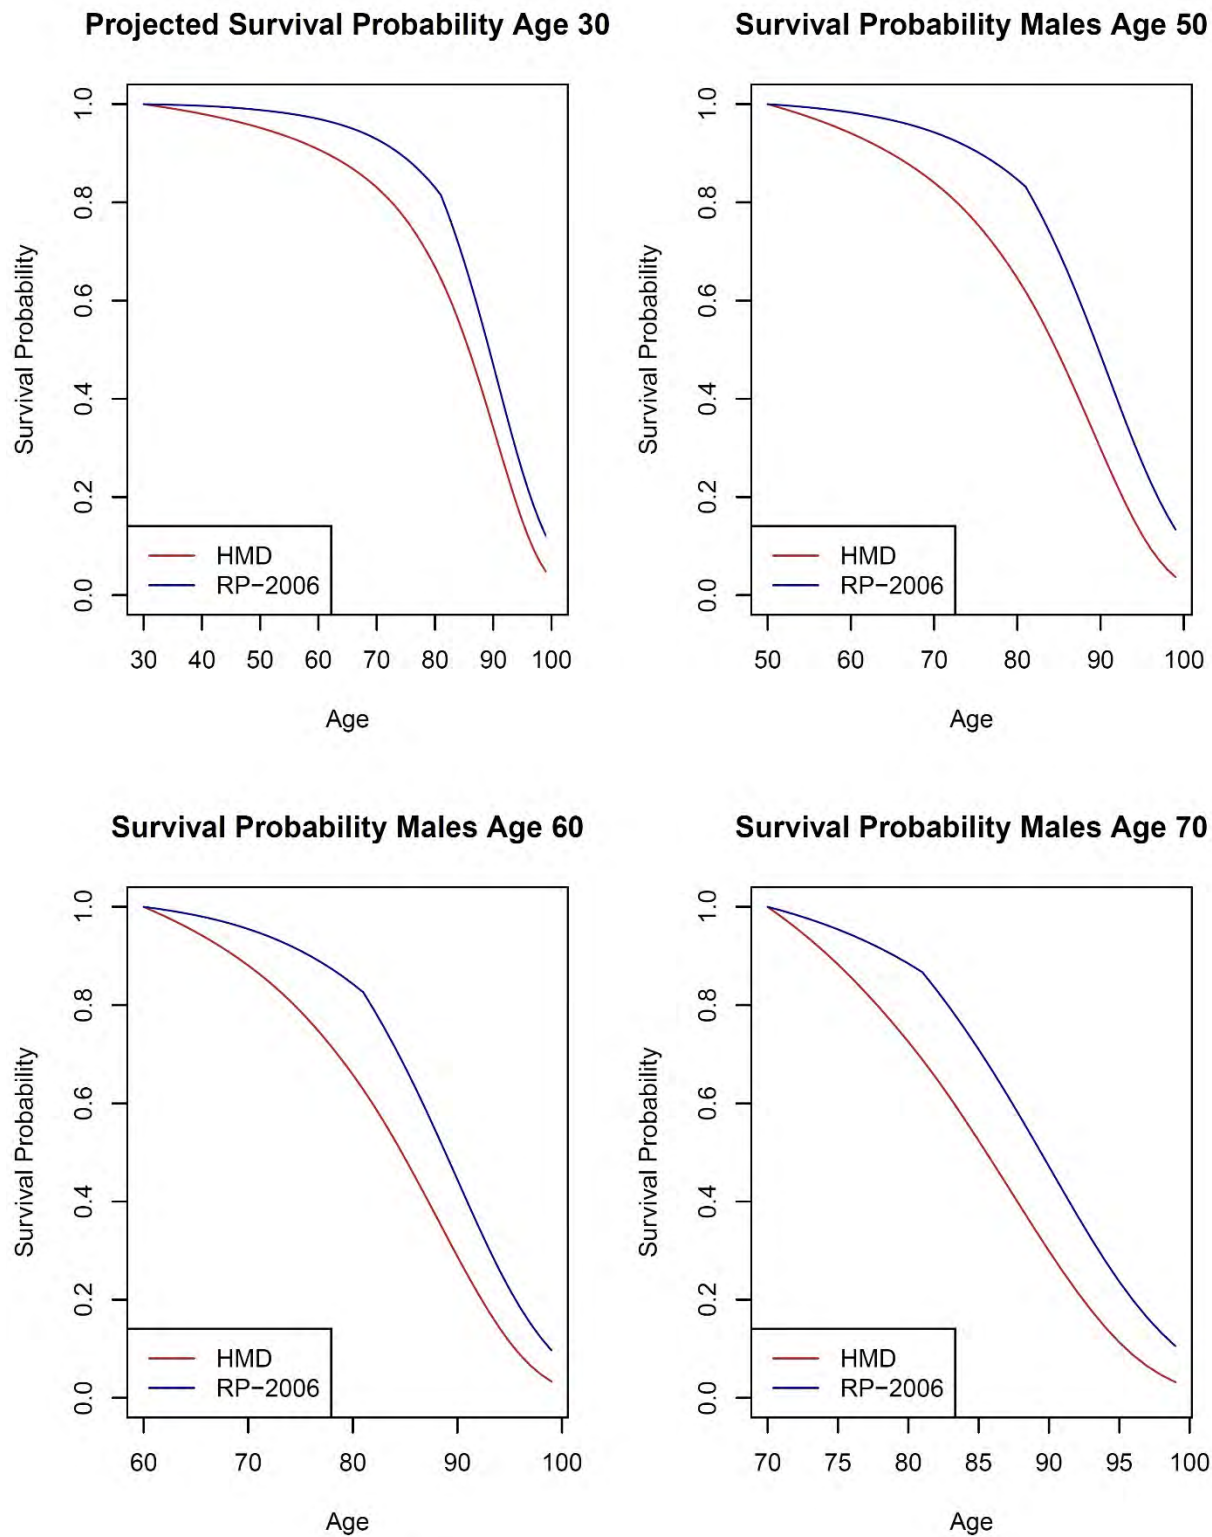 Projected Survival Probability Age 30
Survival Probability
1.0
0.8
0.6
0.4
0.2
0.0
HMD
RP−2006
30 40 50 60 70 80 90 100
Age
Survival Probability Males Age 50
Survival Probability
1.0
0.8
0.6
0.4
0.2
0.0
HMD
RP−2006
50 60 70 80 90 100
Age
Survival Probability Males Age 60
Survival Probability
1.0
0.8
0.6
0.4
0.2
0.0
HMD
RP−2006
60 70 80 90 100
Age
Survival Probability Males Age 70
Survival Probability
1.0
0.8
0.6
0.4
0.2
0.0
HMD
RP−2006
70 75 80 85 90 95 100
Age